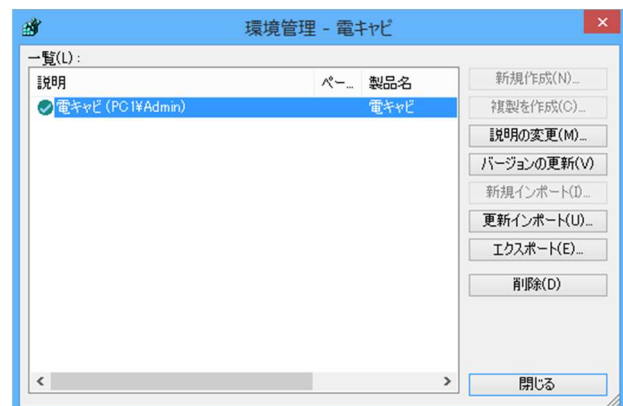 環境管理 - 電キャビ
一覧(L) :
説明 ペー... 製品名
電キャビ (PC1¥Admin) 電キャビ
新規作成(N)...
複製を作成(C)...
説明の変更(M)...
バージョンの更新(V)
新規インポート(I)...
更新インポート(U)...
エクスポート(E)...
削除(D)
閉じる